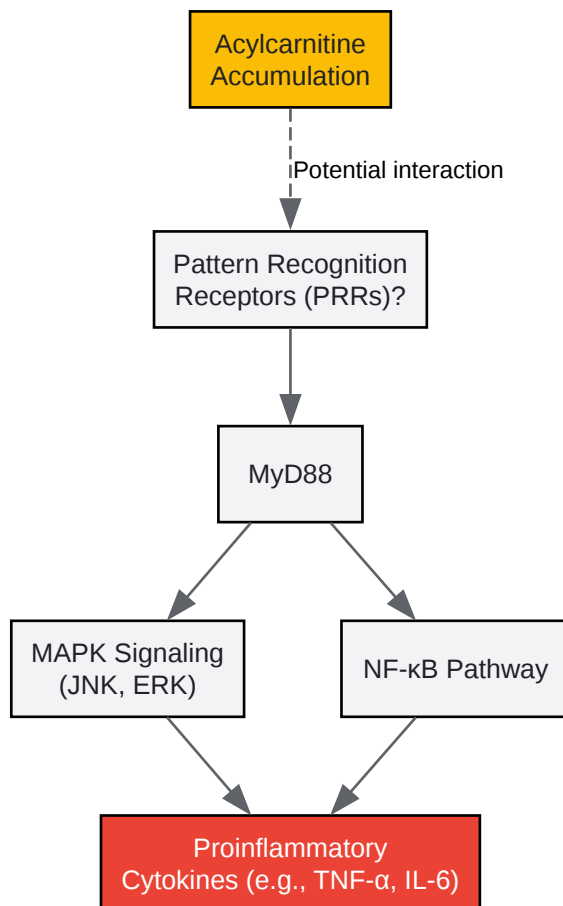 Acylcarnitine
Accumulation
Potential interaction
Pattern Recognition
Receptors (PRRs)?
MyD88
MAPK Signaling
(JNK, ERK)
NF-κB Pathway
Proinflammatory
Cytokines (e.g., TNF-α, IL-6)